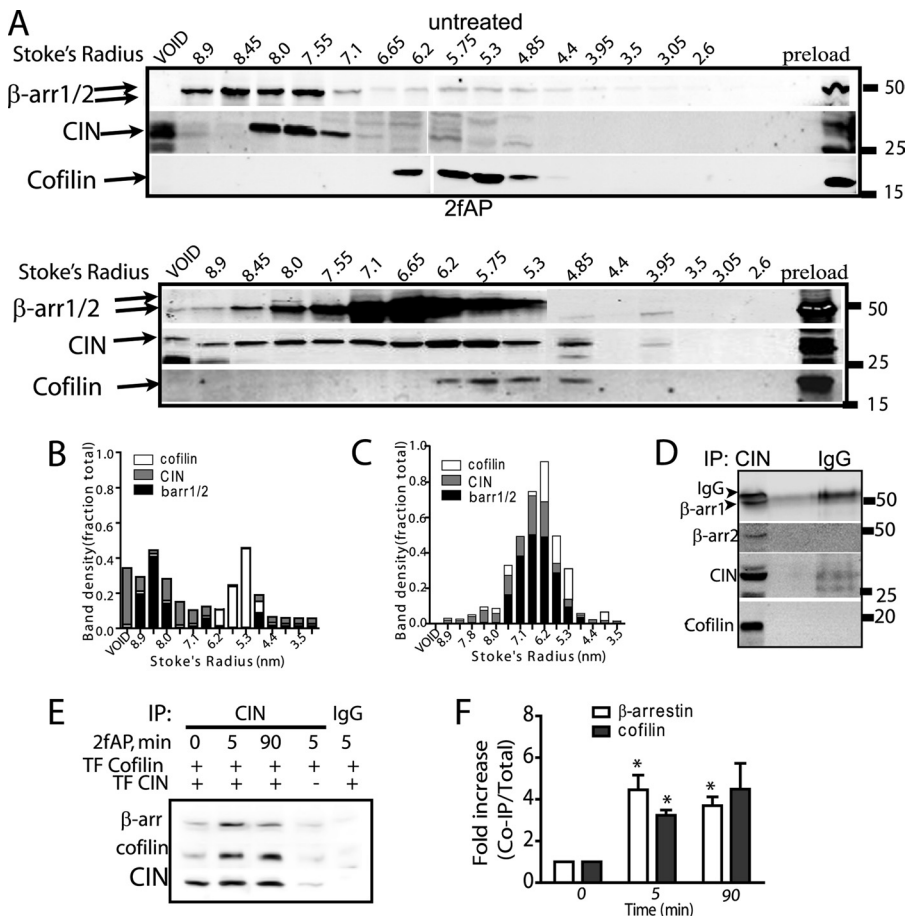 A
untreated
Stoke's Radius VOID 8.9 8.45 8.0 7.55 7.1 6.65 6.2 5.75 5.3 4.85 4.4 3.95 3.5 3.05 2.6 preload
β-arr1/2 50
CIN 25
Cofilin 15
2fAP
Stoke's Radius VOID 8.9 8.45 8.0 7.55 7.1 6.65 6.2 5.75 5.3 4.85 4.4 3.95 3.5 3.05 2.6 preload
β-arr1/2 50
CIN 25
Cofilin 15
B
Band density(fraction total)
1.0
0.8
0.6
0.4
0.2
0.0
cofilin
CIN
barr1/2
VOID 8.9 8.0 7.1 6.2 5.3 4.4 3.5
Stoke's Radius (nm)
C
Band density(fraction total)
1.0
0.8
0.6
0.4
0.2
0.0
cofilin
CIN
barr1/2
VOID 8.9 7.8 8.0 7.1 6.2 5.3 4.4 3.5
Stoke's Radius (nm)
D
IP: CIN IgG
IgG 50
β-arr1
β-arr2 50
CIN 25
Cofilin 20
E
IP: CIN IgG
2fAP, min 0 5 90 5 5
TF Cofilin + + + + +
TF CIN + + + - +
β-arr
cofilin
CIN
F
Fold increase
(Co-IP/Total)
8
6
4
2
0
β-arrestin
cofilin
* * *
0 5 90
Time (min)